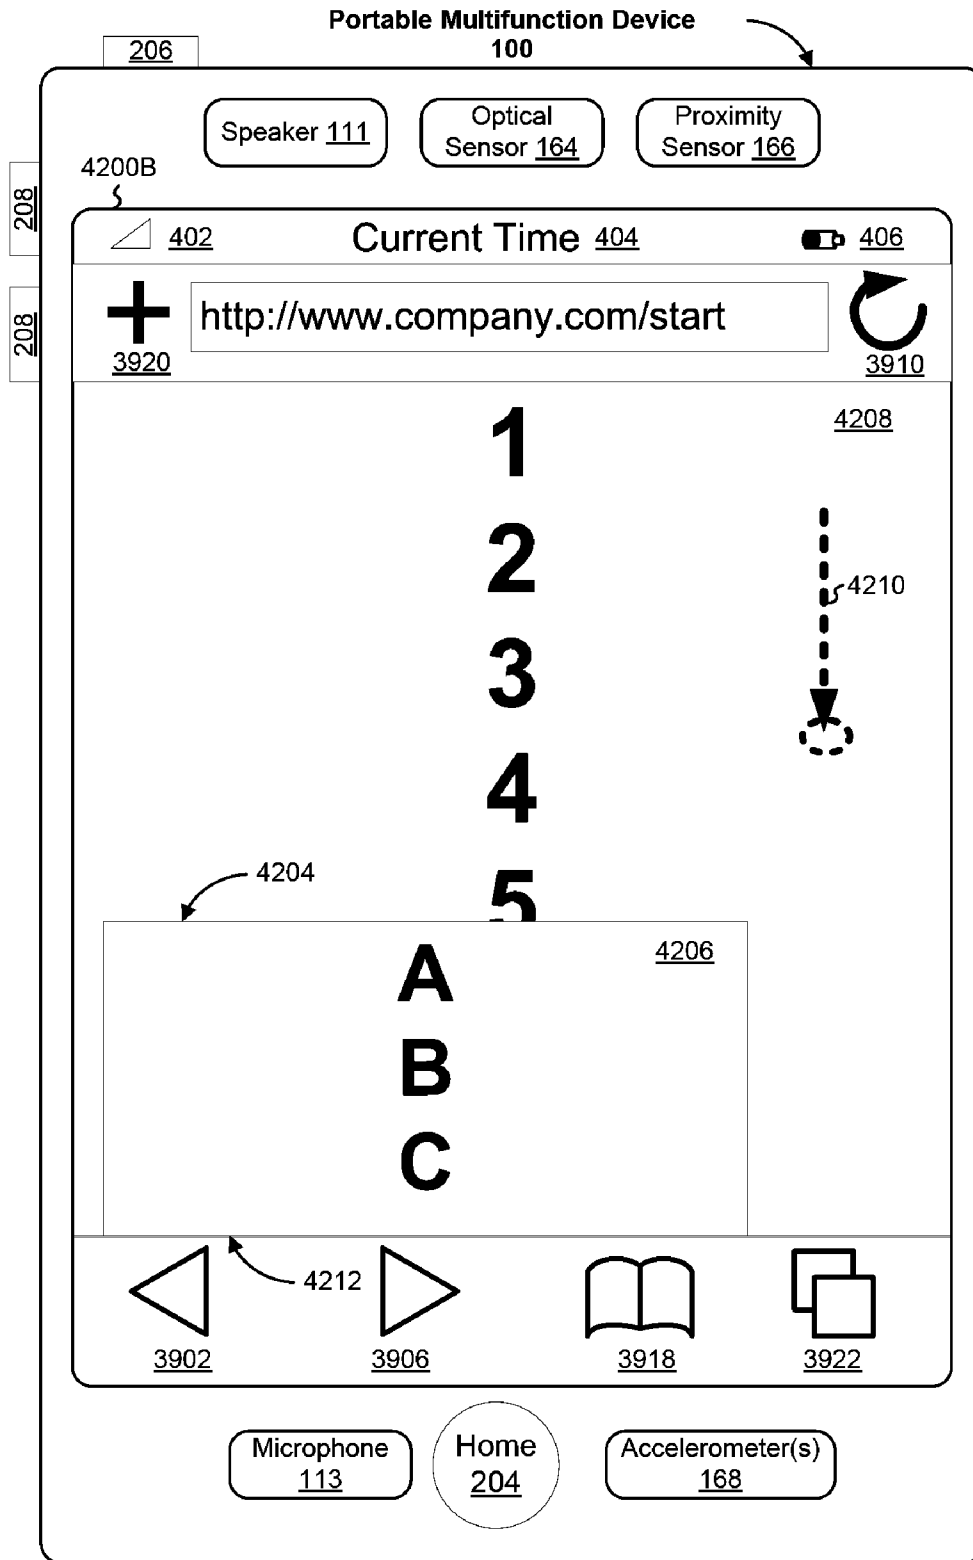 Portable Multifunction Device
100
206
Speaker 111
Optical
Sensor 164
Proximity
Sensor 166
208
4200B
402
Current Time 404
406
208
http://www.company.com/start
3920
3910
1
4208
2
4210
3
4
4204
5
A
4206
B
C
4212
3902
3906
3918
3922
Microphone
113
Home
204
Accelerometer(s)
168